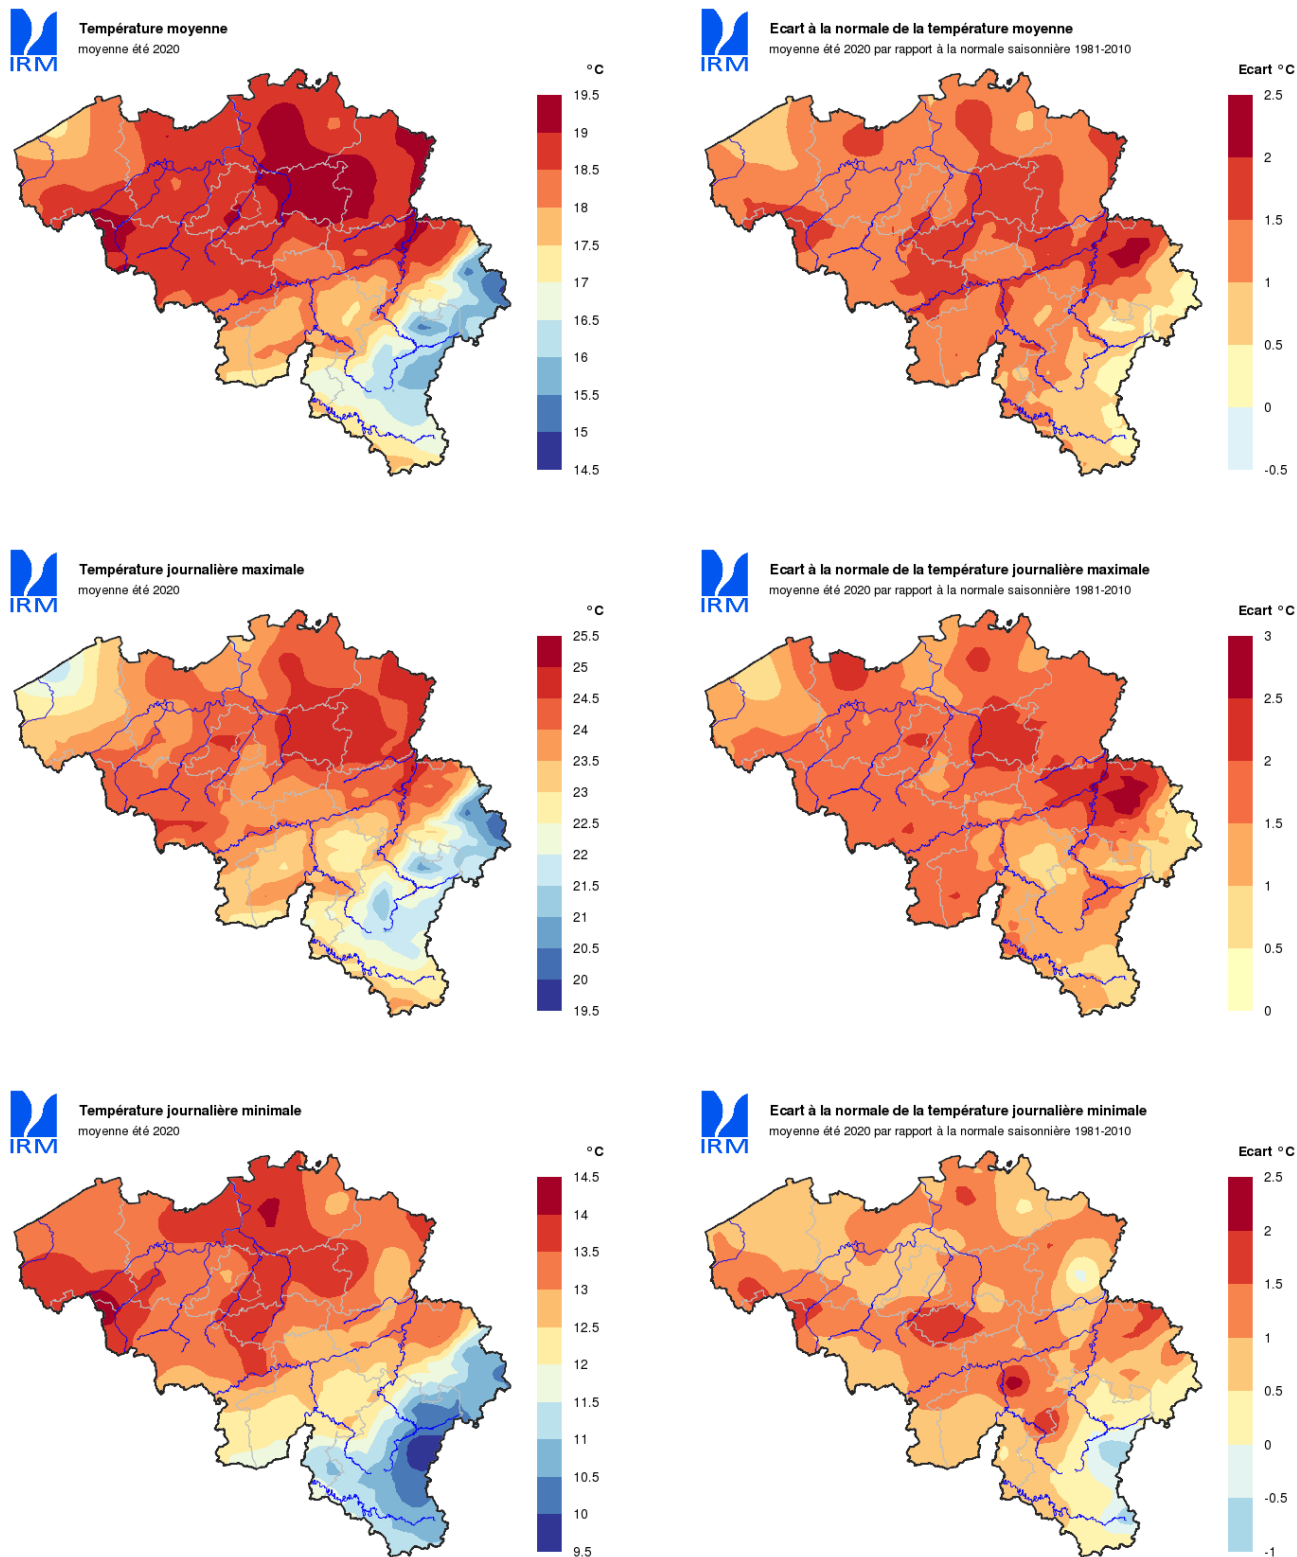 Température moyenne
moyenne été 2020
IRM
°C
19.5
19
18.5
18
17.5
17
16.5
16
15.5
15
14.5
Ecart à la normale de la température moyenne
moyenne été 2020 par rapport à la normale saisonnière 1981-2010
IRM
Ecart °C
2.5
2
1.5
1
0.5
0
-0.5
Température journalière maximale
moyenne été 2020
IRM
°C
25.5
25
24.5
24
23.5
23
22.5
22
21.5
21
20.5
20
19.5
Ecart à la normale de la température journalière maximale
moyenne été 2020 par rapport à la normale saisonnière 1981-2010
IRM
Ecart °C
3
2.5
2
1.5
1
0.5
0
Température journalière minimale
moyenne été 2020
IRM
°C
14.5
14
13.5
13
12.5
12
11.5
11
10.5
10
9.5
Ecart à la normale de la température journalière minimale
moyenne été 2020 par rapport à la normale saisonnière 1981-2010
IRM
Ecart °C
2.5
2
1.5
1
0.5
0
-0.5
-1